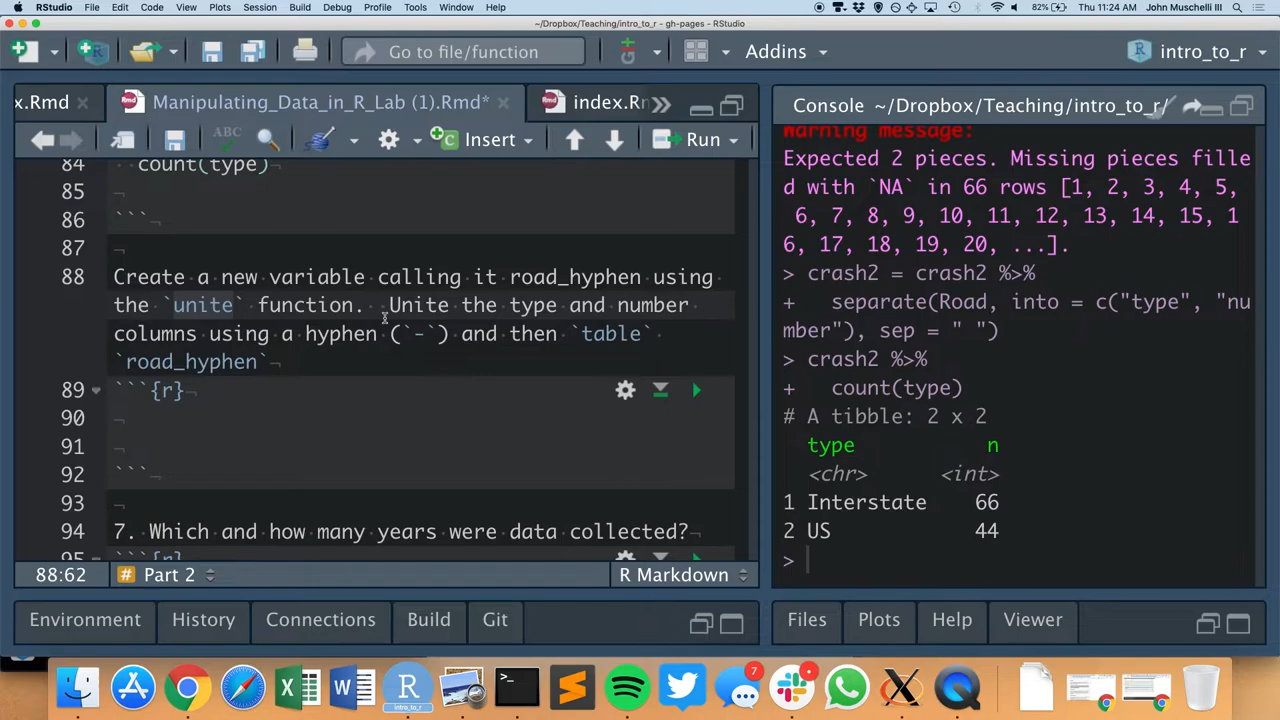 RStudio File Edit Code View Plots Session Build Debug Profile Tools Window Help 82% Thu 11:24 AM John Muschelli III
~/Dropbox/Teaching/intro_to_r - gh-pages - RStudio
Go to file/function Addins intro_to_r
x.Rmd Manipulating_Data_in_R_Lab (1).Rmd* index.Rm
ABC Insert Run
84 count(type)
85
86 ```
87
88 Create a new variable calling it road_hyphen using
the `unite` function. Unite the type and number
columns using a hyphen (`-`) and then `table`
`road_hyphen`
89 ```{r}
90
91
92 ```
93
94 7. Which and how many years were data collected?
95 ```{r}
88:62 # Part 2 R Markdown
Environment History Connections Build Git
Console ~/Dropbox/Teaching/intro_to_r/
Warning message:
Expected 2 pieces. Missing pieces fille
d with `NA` in 66 rows [1, 2, 3, 4, 5,
6, 7, 8, 9, 10, 11, 12, 13, 14, 15, 1
6, 17, 18, 19, 20, ...].
> crash2 = crash2 %>%
+ separate(Road, into = c("type", "nu
mber"), sep = " ")
> crash2 %>%
+ count(type)
# A tibble: 2 x 2
type n
<chr> <int>
1 Interstate 66
2 US 44
>
Files Plots Help Viewer
intro_to_r
7